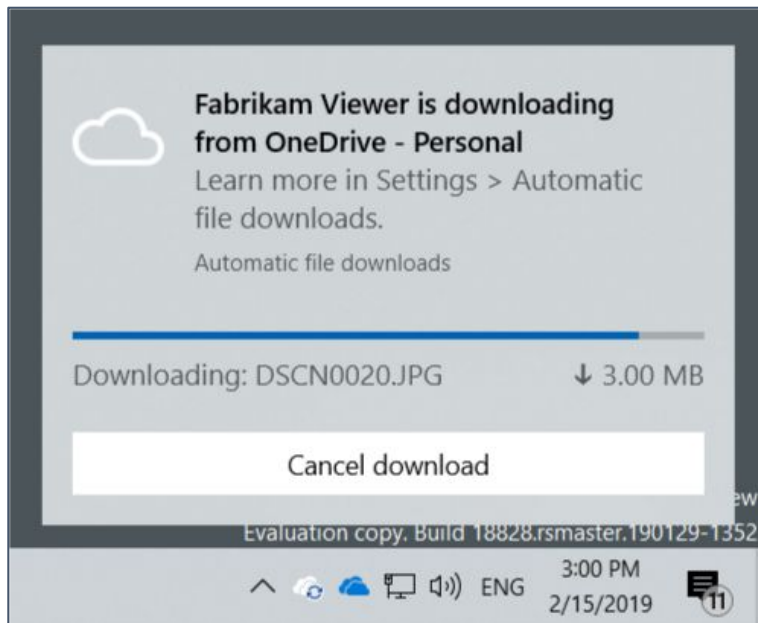 Fabrikam Viewer is downloading
from OneDrive - Personal
Learn more in Settings > Automatic
file downloads.
Automatic file downloads
Downloading: DSCN0020.JPG ↓ 3.00 MB
Cancel download
Evaluation copy. Build 18828.rsmaster.190129-1352
ENG
3:00 PM
2/15/2019
11